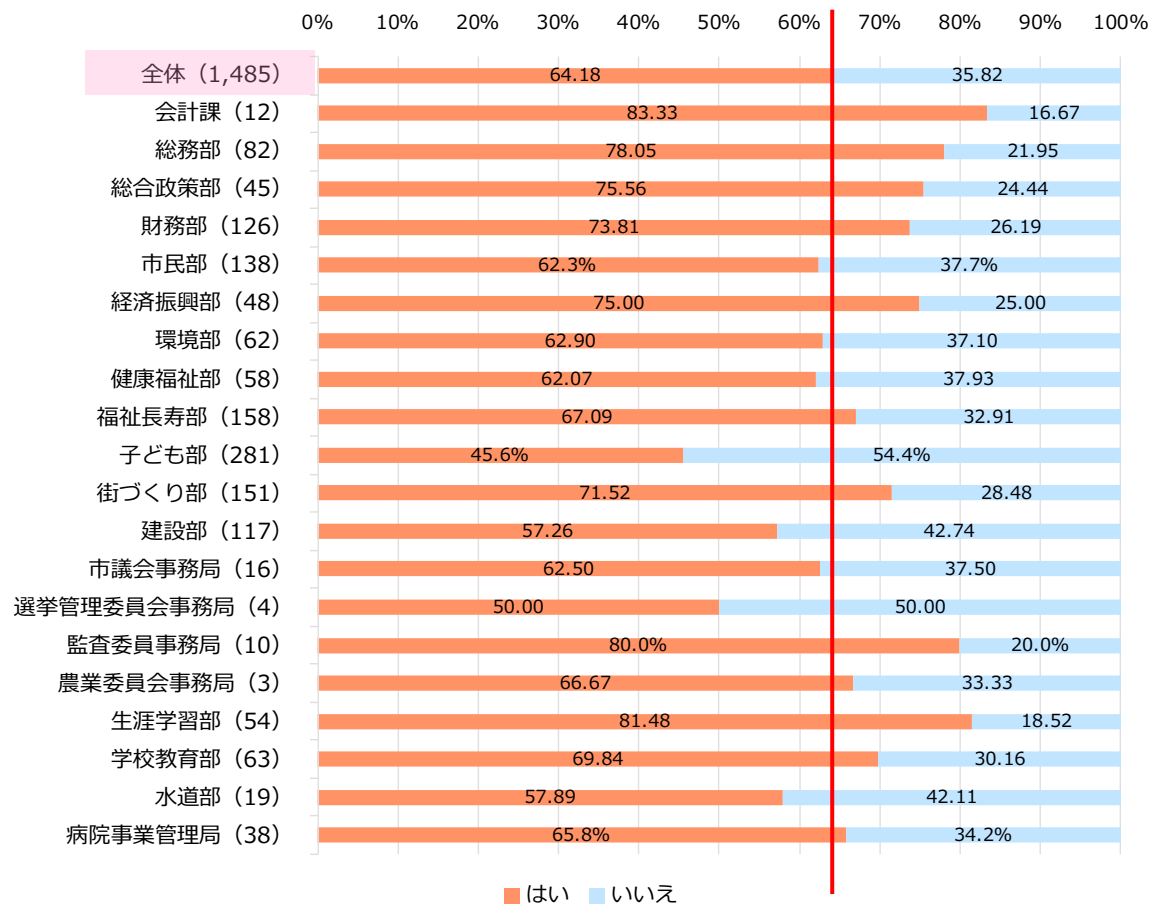 0% 10% 20% 30% 40% 50% 60% 70% 80% 90% 100%
全体（1,485） 64.18 35.82
会計課（12） 83.33 16.67
総務部（82） 78.05 21.95
総合政策部（45） 75.56 24.44
財務部（126） 73.81 26.19
市民部（138） 62.3% 37.7%
経済振興部（48） 75.00 25.00
環境部（62） 62.90 37.10
健康福祉部（58） 62.07 37.93
福祉長寿部（158） 67.09 32.91
子ども部（281） 45.6% 54.4%
街づくり部（151） 71.52 28.48
建設部（117） 57.26 42.74
市議会事務局（16） 62.50 37.50
選挙管理委員会事務局（4） 50.00 50.00
監査委員事務局（10） 80.0% 20.0%
農業委員会事務局（3） 66.67 33.33
生涯学習部（54） 81.48 18.52
学校教育部（63） 69.84 30.16
水道部（19） 57.89 42.11
病院事業管理局（38） 65.8% 34.2%
はい いいえ